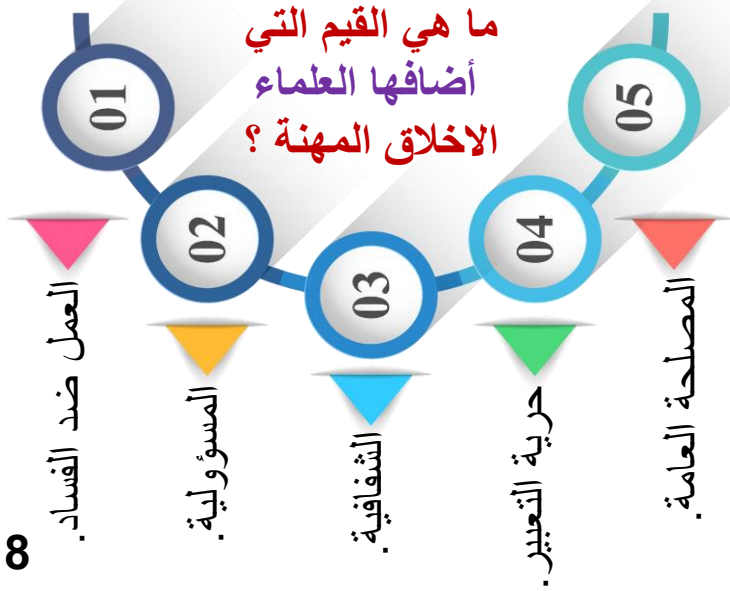 ما هي القيم التي
أضافها العلماء
الاخلاق المهنة ؟
01
العمل ضد الفساد.
02
المسؤولية.
03
الشفافية.
04
حرية التعبير.
05
المصلحة العامة.
8